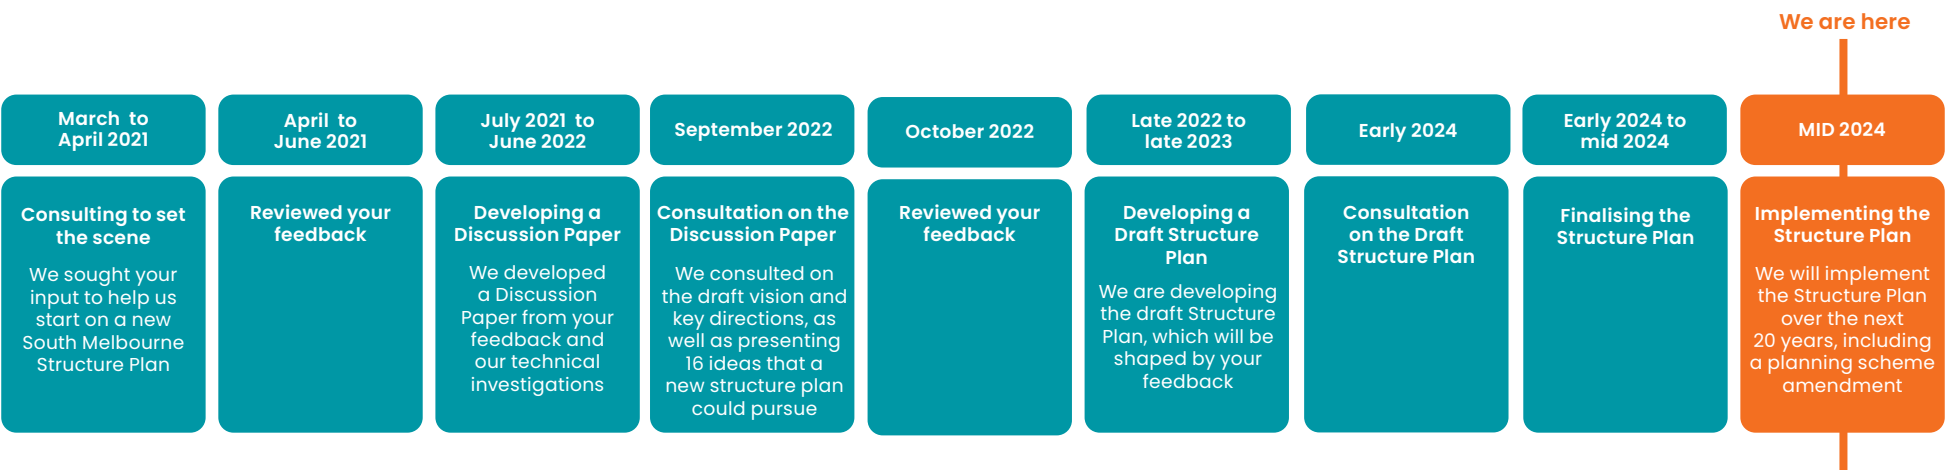 We are here
March to
April 2021
April to
June 2021
July 2021 to
June 2022
September 2022
October 2022
Late 2022 to
late 2023
Early 2024
Early 2024 to
mid 2024
MID 2024
Consulting to set
the scene
We sought your
input to help us
start on a new
South Melbourne
Structure Plan
Reviewed your
feedback
Developing a
Discussion Paper
We developed
a Discussion
Paper from your
feedback and
our technical
investigations
Consultation on the
Discussion Paper
We consulted on
the draft vision and
key directions, as
well as presenting
16 ideas that a
new structure plan
could pursue
Reviewed your
feedback
Developing a
Draft Structure
Plan
We are developing
the draft Structure
Plan, which will be
shaped by your
feedback
Consultation
on the Draft
Structure Plan
Finalising the
Structure Plan
Implementing the
Structure Plan
We will implement
the Structure Plan
over the next
20 years, including
a planning scheme
amendment